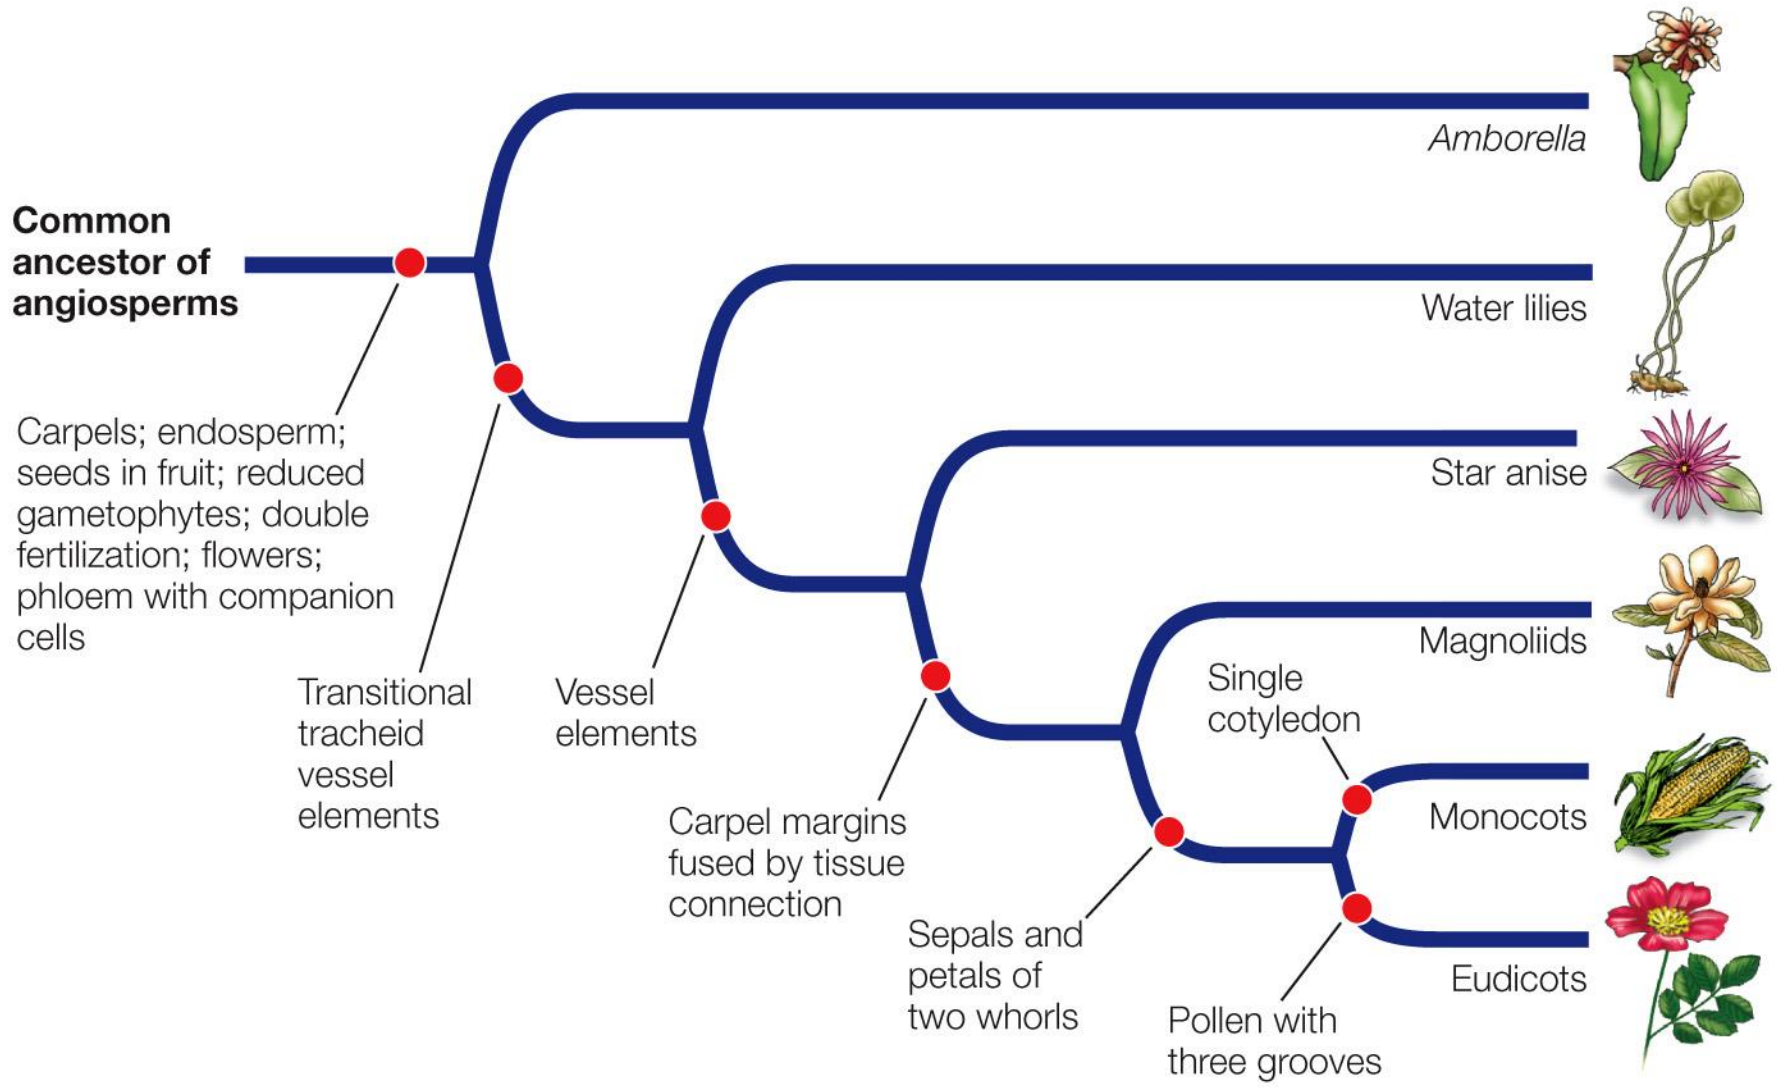 Amborella
Common
ancestor of
angiosperms
Water lilies
Carpels; endosperm;
seeds in fruit; reduced
gametophytes; double
fertilization; flowers;
phloem with companion
cells
Star anise
Transitional
tracheid
vessel
elements
Vessel
elements
Magnoliids
Single
cotyledon
Carpel margins
fused by tissue
connection
Monocots
Sepals and
petals of
two whorls
Eudicots
Pollen with
three grooves